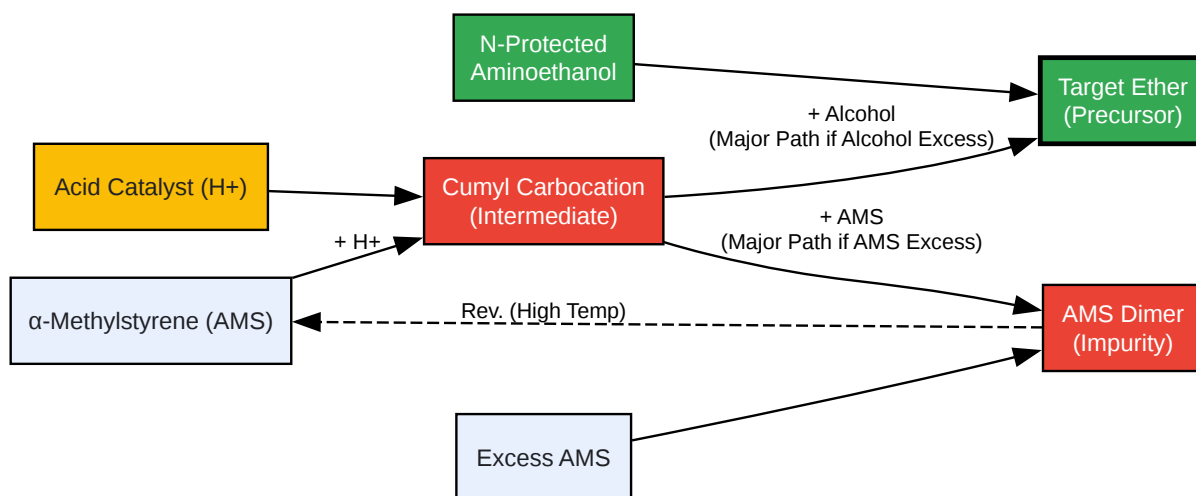 N-Protected
Aminoethanol
Target Ether
(Precursor)
+ Alcohol
(Major Path if Alcohol Excess)
Acid Catalyst (H+)
Cumyl Carbocation
(Intermediate)
+ AMS
(Major Path if AMS Excess)
+ H+
α-Methylstyrene (AMS)
Rev. (High Temp)
AMS Dimer
(Impurity)
Excess AMS